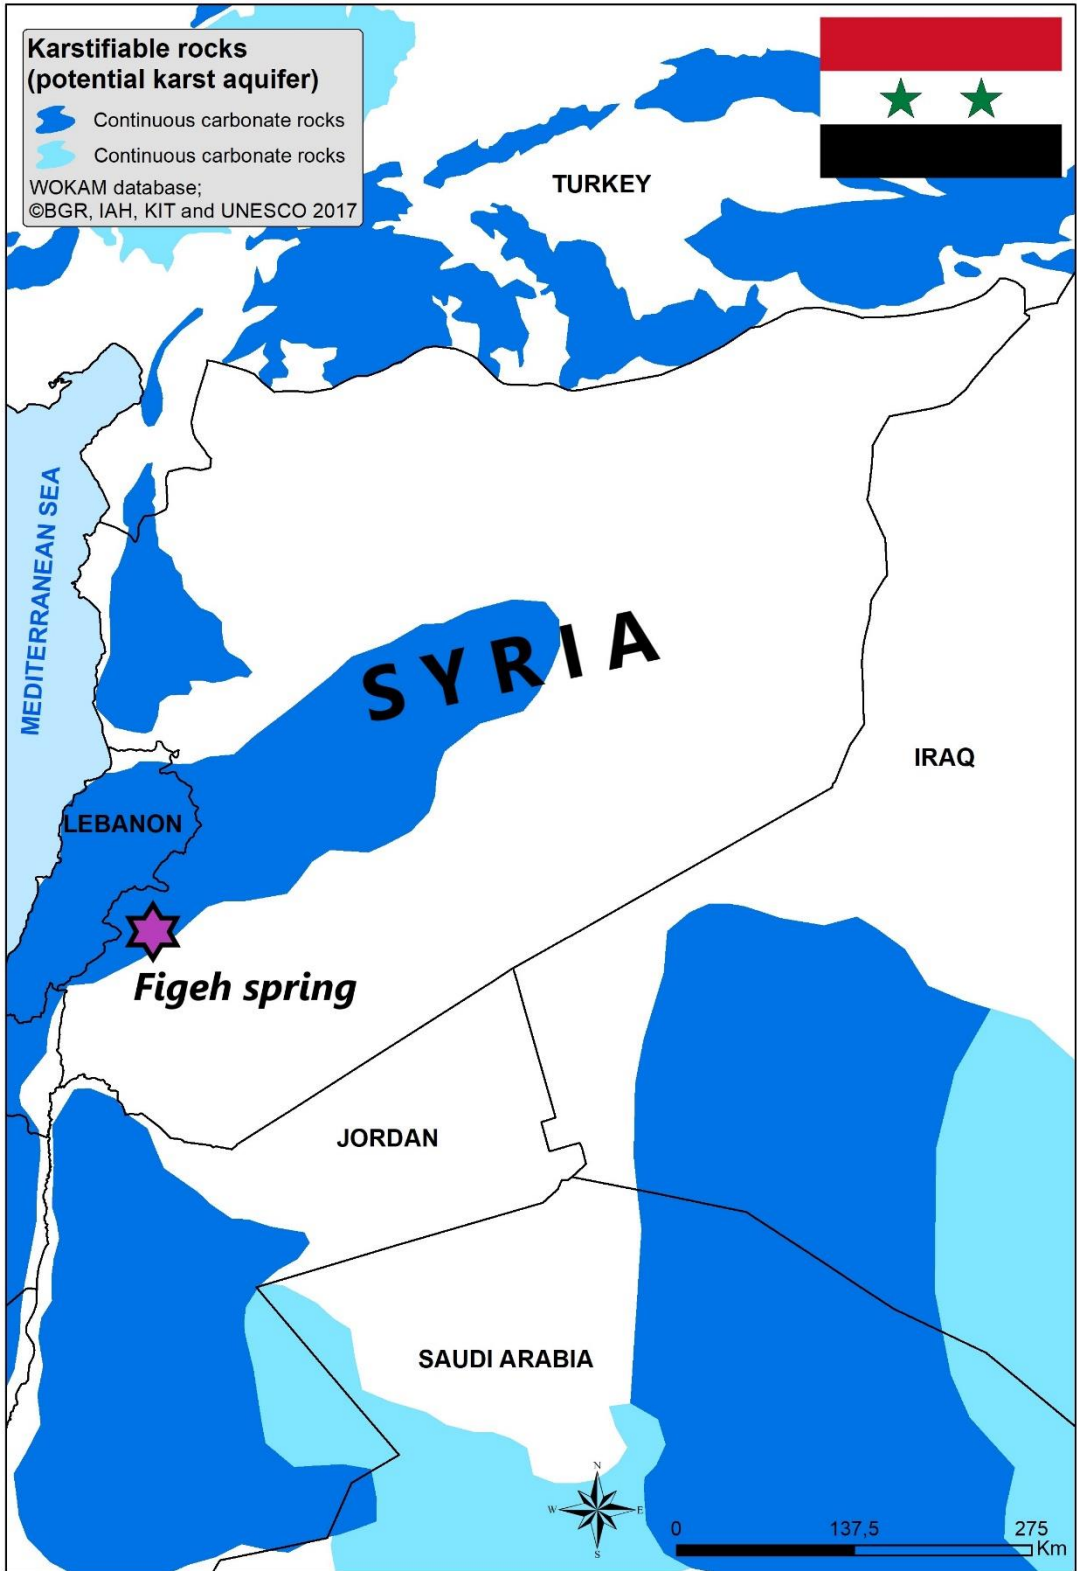 Karstifiable rocks
(potential karst aquifer)
Continuous carbonate rocks
Continuous carbonate rocks
WOKAM database;
©BGR, IAH, KIT and UNESCO 2017
TURKEY
MEDITERRANEAN SEA
SYRIA
IRAQ
LEBANON
Figeh spring
JORDAN
SAUDI ARABIA
N
W E
S
0 137,5 275
Km